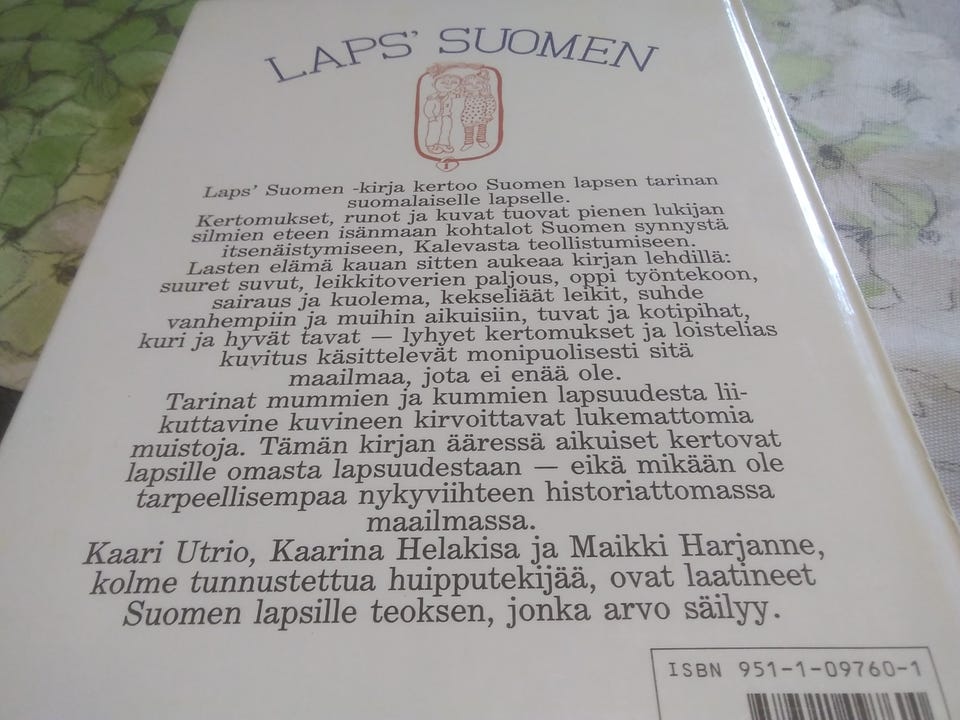 LAPS' SUOMEN
1
Laps' Suomen -kirja kertoo Suomen lapsen tarinan
suomalaiselle lapselle.
Kertomukset, runot ja kuvat tuovat pienen lukijan
silmien eteen isänmaan kohtalot Suomen synnystä
itsenäistymiseen, Kalevasta teollistumiseen.
Lasten elämä kauan sitten aukeaa kirjan lehdillä:
suuret suvut, leikkitoverien paljous, oppi työntekoon,
sairaus ja kuolema, kekseliäät leikit, suhde
vanhempiin ja muihin aikuisiin, tuvat ja kotipihat,
kuri ja hyvät tavat — lyhyet kertomukset ja loistelias
kuvitus käsittelevät monipuolisesti sitä
maailmaa, jota ei enää ole.
Tarinat mummien ja kummien lapsuudesta lii-
kuttavine kuvineen kirvoittavat lukemattomia
muistoja. Tämän kirjan ääressä aikuiset kertovat
lapsille omasta lapsuudestaan — eikä mikään ole
tarpeellisempaa nykyviihteen historiattomassa
maailmassa.
Kaari Utrio, Kaarina Helakisa ja Maikki Harjanne,
kolme tunnustettua huipputekijää, ovat laatineet
Suomen lapsille teoksen, jonka arvo säilyy.
ISBN 951-1-09760-1